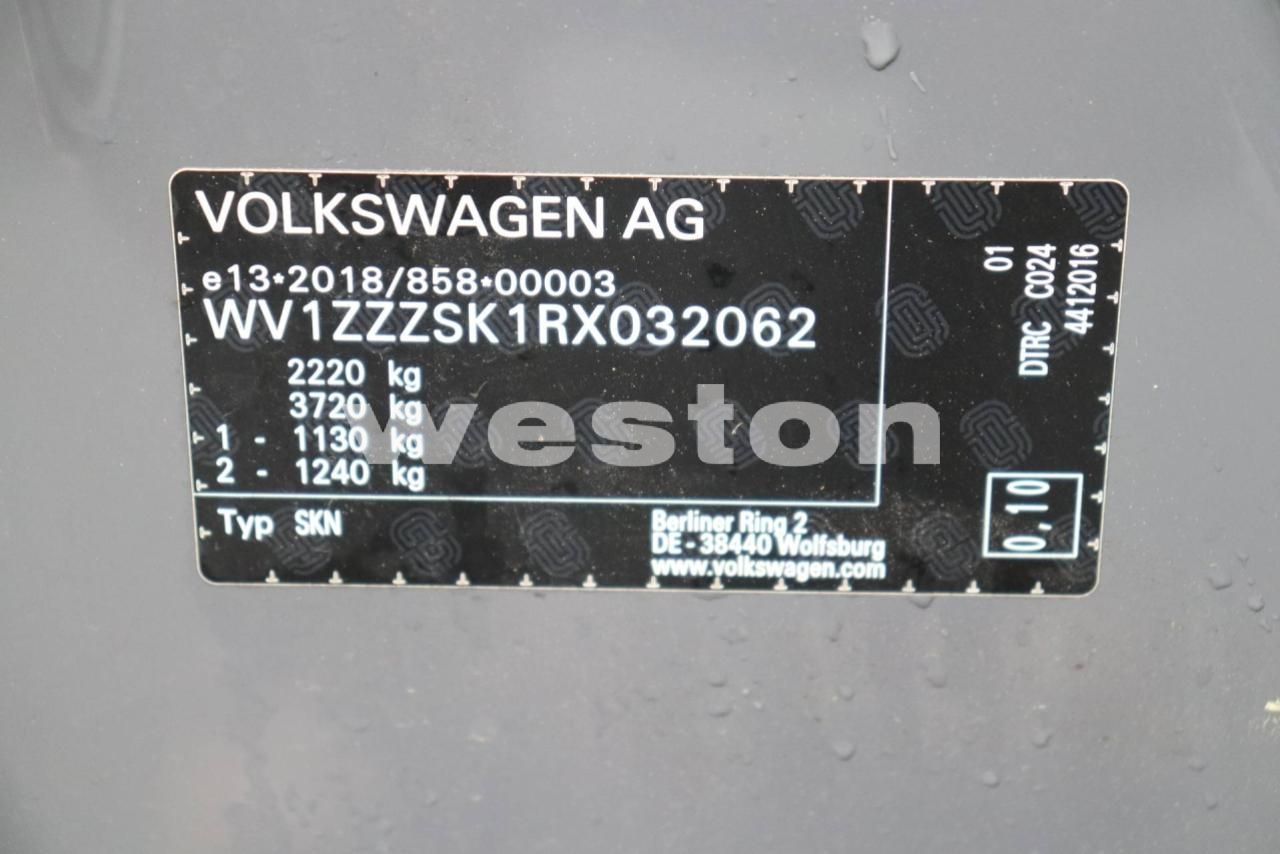 VOLKSWAGEN AG
e13*2018/858*00003
WV1ZZZSK1RX032062
2220 kg
3720 kg
1 - 1130 kg
2 - 1240 kg
Typ SKN
Berliner Ring 2
DE - 38440 Wolfsburg
www.volkswagen.com
01
DTRC CO24
4412016
0,10
weston